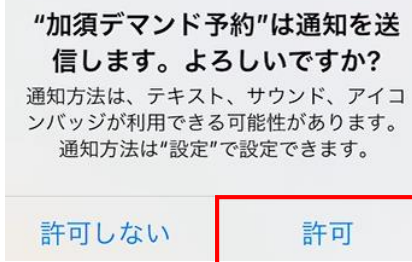 “加須デマンド予約”は通知を送
信します。よろしいですか?
通知方法は、テキスト、サウンド、アイコ
ンバッジが利用できる可能性があります。
通知方法は“設定”で設定できます。
許可しない
許可